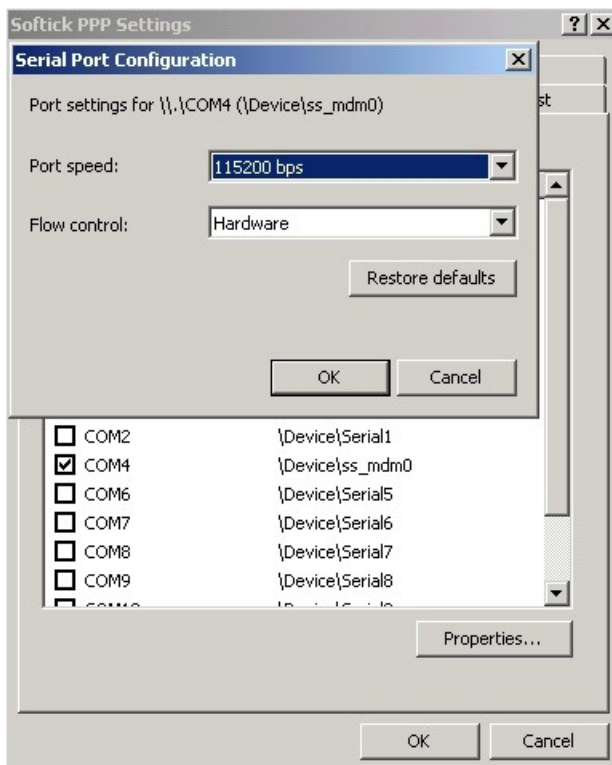 Softick PPP Settings
Serial Port Configuration
st
Port settings for \\.\COM4 (\Device\ss_mdm0)
Port speed: 115200 bps
Flow control: Hardware
Restore defaults
OK Cancel
COM2 \Device\Serial1
COM4 \Device\ss_mdm0
COM6 \Device\Serial5
COM7 \Device\Serial6
COM8 \Device\Serial7
COM9 \Device\Serial8
Properties...
OK Cancel